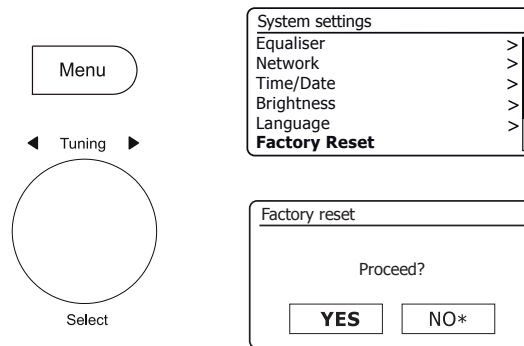 Menu
◄ Tuning ►
Select
System settings
Equaliser >
Network >
Time/Date >
Brightness >
Language >
Factory Reset
Factory reset
Proceed?
YES NO*